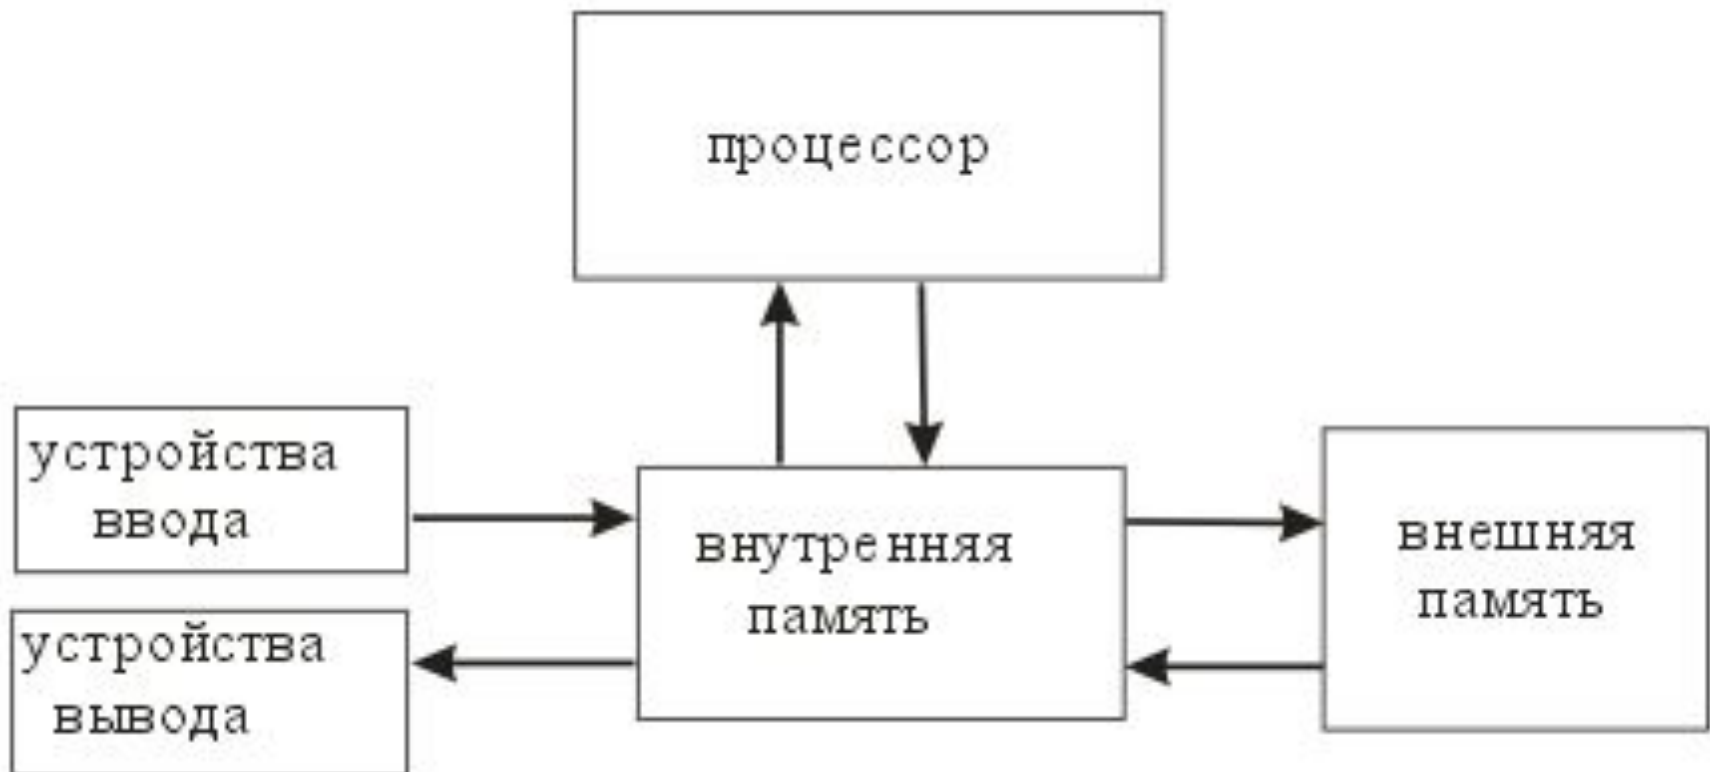 процессор
устройства
ввода
внутренняя
память
внешняя
память
устройства
вывода